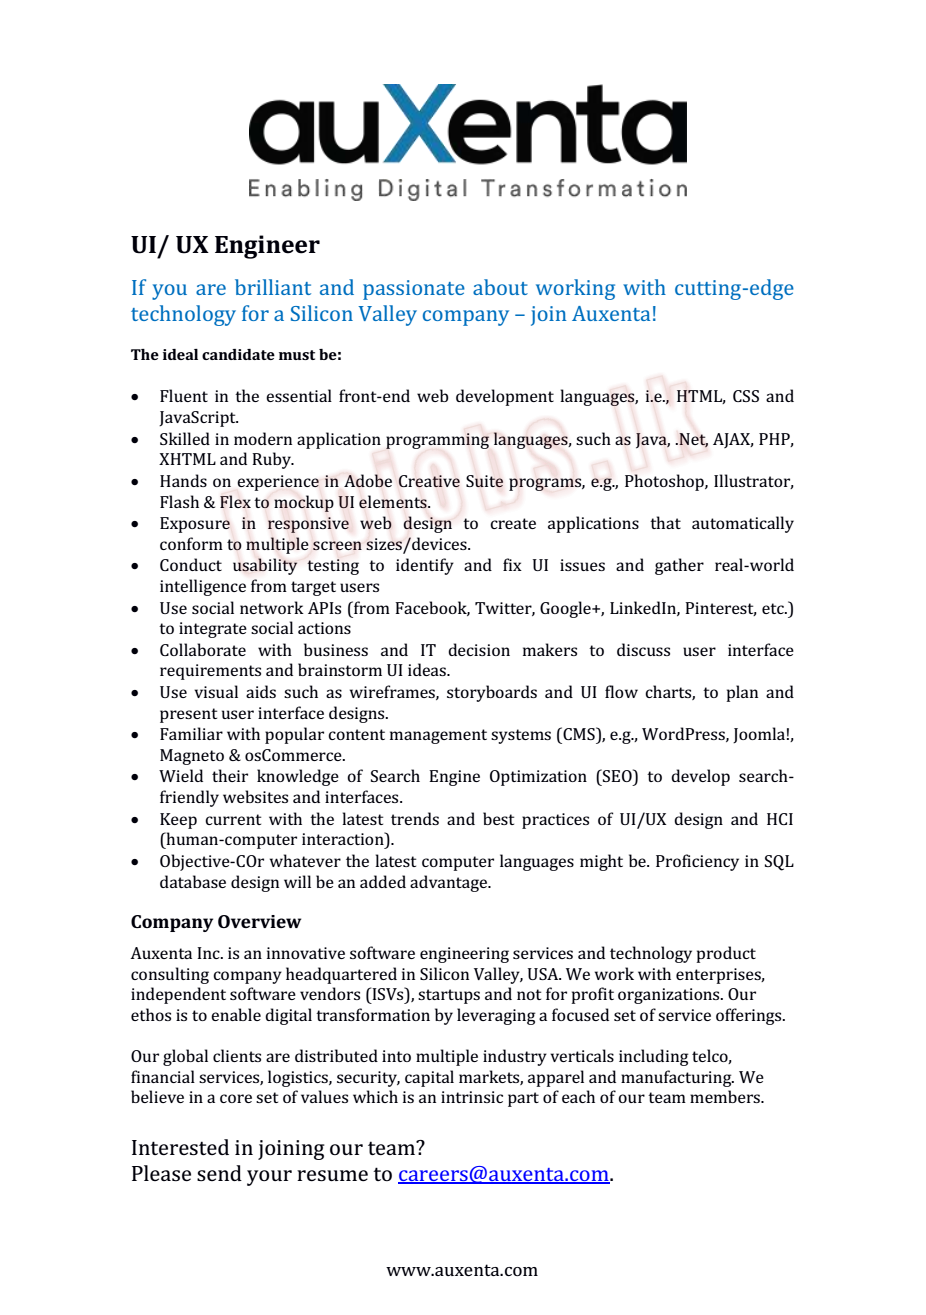 auXenta
Enabling Digital Transformation
UI/ UX Engineer
If you are brilliant and passionate about working with cutting-edge
technology for a Silicon Valley company – join Auxenta!
The ideal candidate must be:
• Fluent in the essential front-end web development languages, i.e., HTML, CSS and
JavaScript.
• Skilled in modern application programming languages, such as Java, .Net, AJAX, PHP,
XHTML and Ruby.
• Hands on experience in Adobe Creative Suite programs, e.g., Photoshop, Illustrator,
Flash & Flex to mockup UI elements.
• Exposure in responsive web design to create applications that automatically
conform to multiple screen sizes/devices.
• Conduct usability testing to identify and fix UI issues and gather real-world
intelligence from target users
• Use social network APIs (from Facebook, Twitter, Google+, LinkedIn, Pinterest, etc.)
to integrate social actions
• Collaborate with business and IT decision makers to discuss user interface
requirements and brainstorm UI ideas.
• Use visual aids such as wireframes, storyboards and UI flow charts, to plan and
present user interface designs.
• Familiar with popular content management systems (CMS), e.g., WordPress, Joomla!,
Magneto & osCommerce.
• Wield their knowledge of Search Engine Optimization (SEO) to develop search-
friendly websites and interfaces.
• Keep current with the latest trends and best practices of UI/UX design and HCI
(human-computer interaction).
• Objective-COr whatever the latest computer languages might be. Proficiency in SQL
database design will be an added advantage.
topjobs.lk
Company Overview
Auxenta Inc. is an innovative software engineering services and technology product
consulting company headquartered in Silicon Valley, USA. We work with enterprises,
independent software vendors (ISVs), startups and not for profit organizations. Our
ethos is to enable digital transformation by leveraging a focused set of service offerings.
Our global clients are distributed into multiple industry verticals including telco,
financial services, logistics, security, capital markets, apparel and manufacturing. We
believe in a core set of values which is an intrinsic part of each of our team members.
Interested in joining our team?
Please send your resume to careers@auxenta.com.
www.auxenta.com